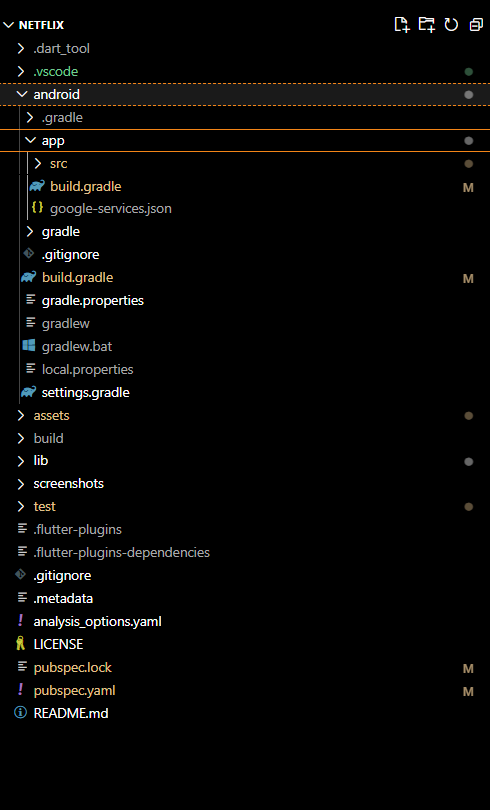 NETFLIX
.dart_tool
.vscode
android
.gradle
app
src
build.gradle M
{} google-services.json
gradle
.gitignore
build.gradle M
gradle.properties
gradlew
gradlew.bat
local.properties
settings.gradle
assets
build
lib
screenshots
test
.flutter-plugins
.flutter-plugins-dependencies
.gitignore
.metadata
! analysis_options.yaml
LICENSE
pubspec.lock M
! pubspec.yaml M
README.md